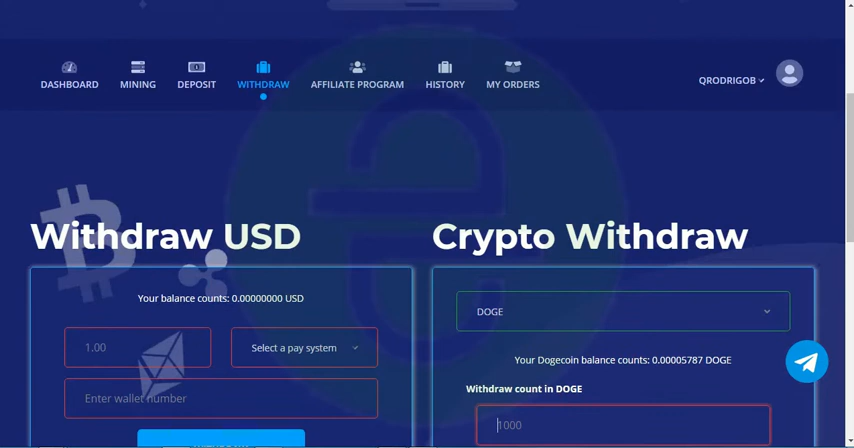 DASHBOARD MINING DEPOSIT WITHDRAW AFFILIATE PROGRAM HISTORY MY ORDERS QRODRIGOB
Withdraw USD
Your balance counts: 0.00000000 USD
1.00 Select a pay system
Enter wallet number
Crypto Withdraw
DOGE
Your Dogecoin balance counts: 0.00005787 DOGE
Withdraw count in DOGE
1000